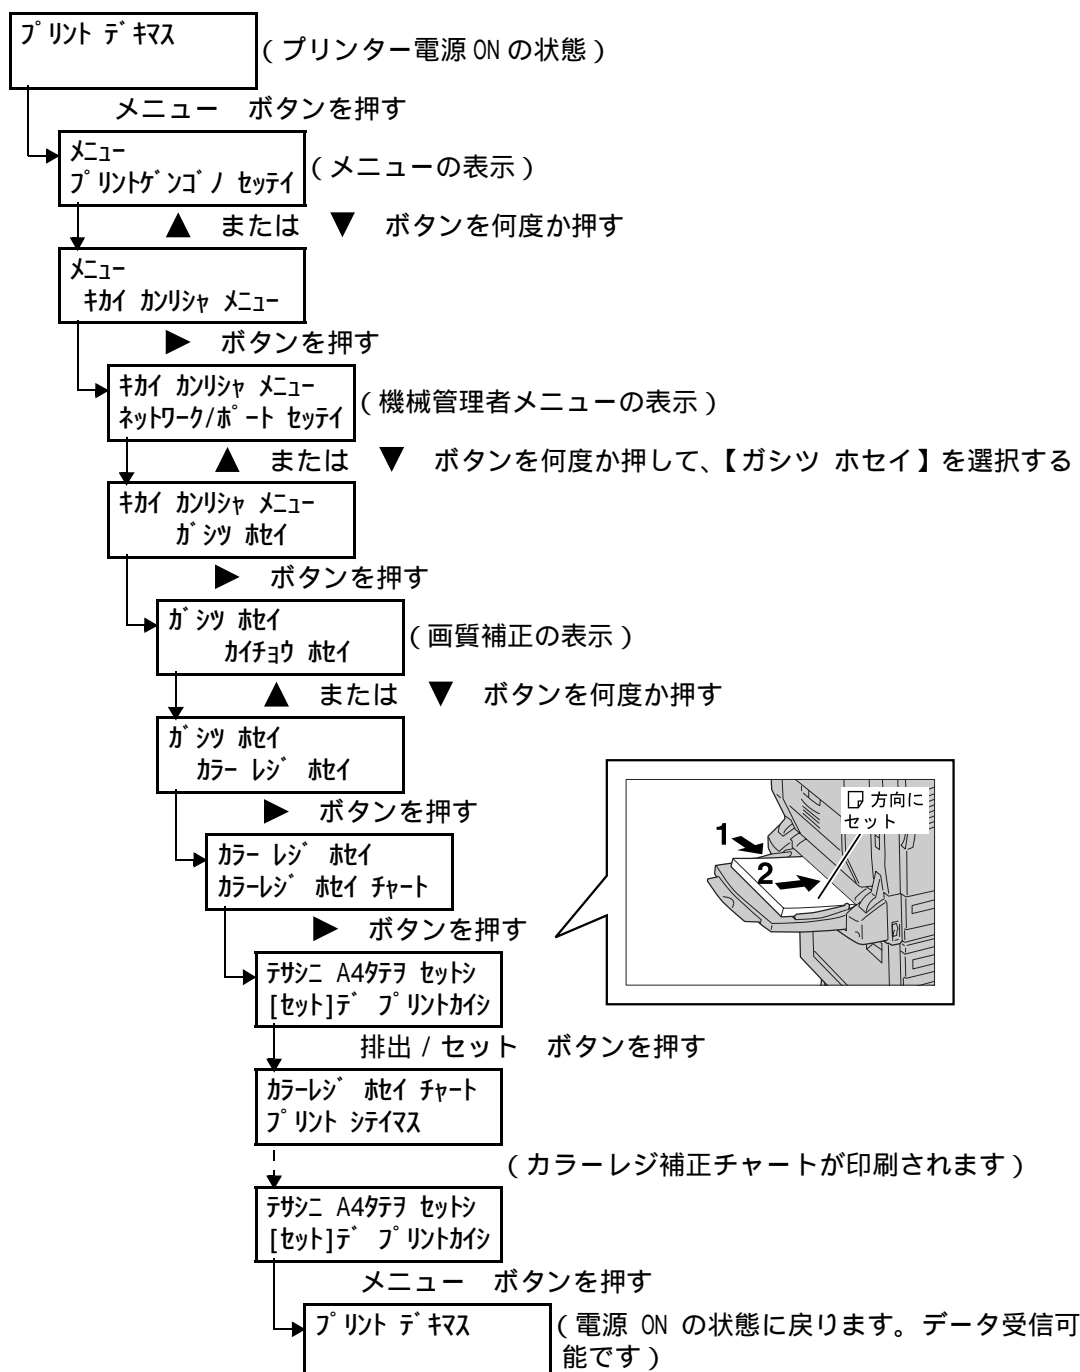 ﾌﾟﾘﾝﾄ ﾃﾞｷﾏｽ
（プリンター電源 ON の状態）
メニュー　ボタンを押す
ﾒﾆｭｰ
ﾌﾟﾘﾝﾄｹﾞﾝｺﾞﾉ ｾｯﾃｲ
（メニューの表示）
▲　または　▼　ボタンを何度か押す
ﾒﾆｭｰ
ｷｶｲ ｶﾝﾘｼｬ ﾒﾆｭｰ
▶　ボタンを押す
ｷｶｲ ｶﾝﾘｼｬ ﾒﾆｭｰ
ﾈｯﾄﾜｰｸ/ﾎﾟｰﾄ ｾｯﾃｲ
（機械管理者メニューの表示）
▲　または　▼　ボタンを何度か押して、【ガシツ ホセイ】を選択する
ｷｶｲ ｶﾝﾘｼｬ ﾒﾆｭｰ
ｶﾞｼﾂ ﾎｾｲ
▶　ボタンを押す
ｶﾞｼﾂ ﾎｾｲ
ｶｲﾁｮｳ ﾎｾｲ
（画質補正の表示）
▲　または　▼　ボタンを何度か押す
ｶﾞｼﾂ ﾎｾｲ
ｶﾗｰ ﾚｼﾞ ﾎｾｲ
▶　ボタンを押す
ｶﾗｰ ﾚｼﾞ ﾎｾｲ
ｶﾗｰﾚｼﾞ ﾎｾｲ ﾁｬｰﾄ
▶　ボタンを押す
方向に
セット
1
2
ﾃｻｼﾆ A4ﾀﾃｦ ｾｯﾄｼ
[ｾｯﾄ]ﾃﾞ ﾌﾟﾘﾝﾄｶｲｼ
排出 / セット　ボタンを押す
ｶﾗｰﾚｼﾞ ﾎｾｲ ﾁｬｰﾄ
ﾌﾟﾘﾝﾄ ｼﾃｲﾏｽ
（カラーレジ補正チャートが印刷されます）
ﾃｻｼﾆ A4ﾀﾃｦ ｾｯﾄｼ
[ｾｯﾄ]ﾃﾞ ﾌﾟﾘﾝﾄｶｲｼ
メニュー　ボタンを押す
ﾌﾟﾘﾝﾄ ﾃﾞｷﾏｽ
（電源 ON の状態に戻ります。データ受信可
能です）